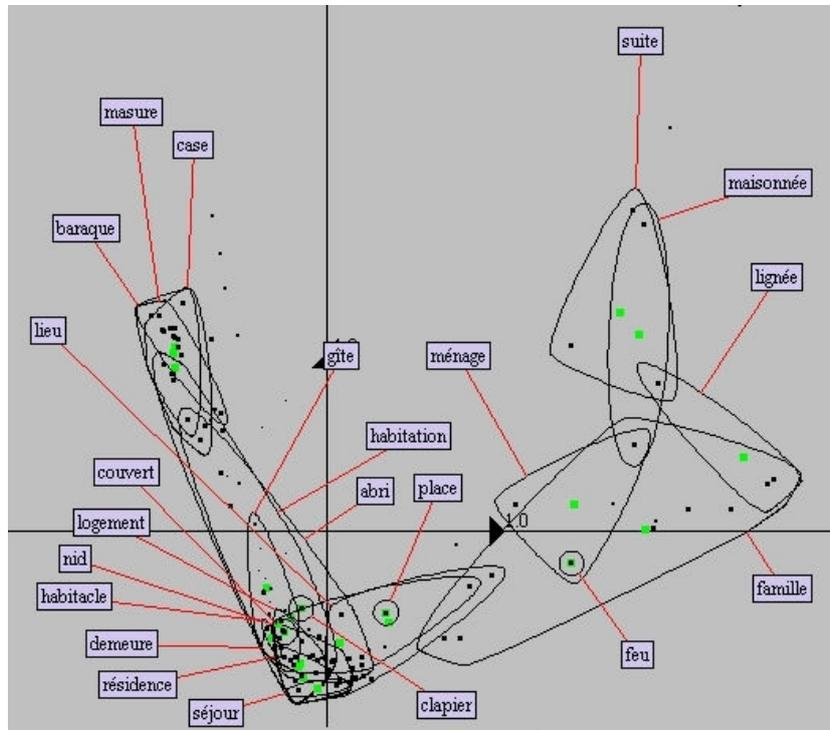 suite
masure
case
maisonnée
baraque
lignée
lieu
gîte
ménage
habitation
couvert
abri
place
logement
1.0
nid
habitacle
famille
demeure
feu
résidence
séjour
clapier